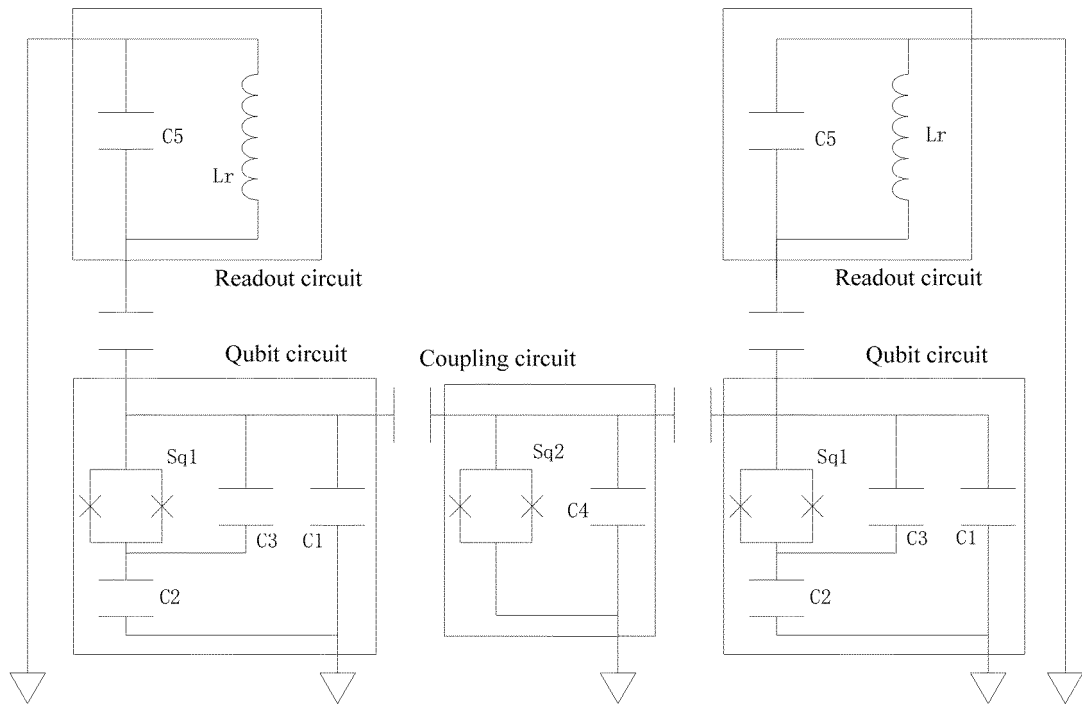 C5
Lr
C5
Lr
Readout circuit
Readout circuit
Qubit circuit
Coupling circuit
Qubit circuit
Sq1
Sq2
Sq1
C3
C1
C4
C3
C1
C2
C2